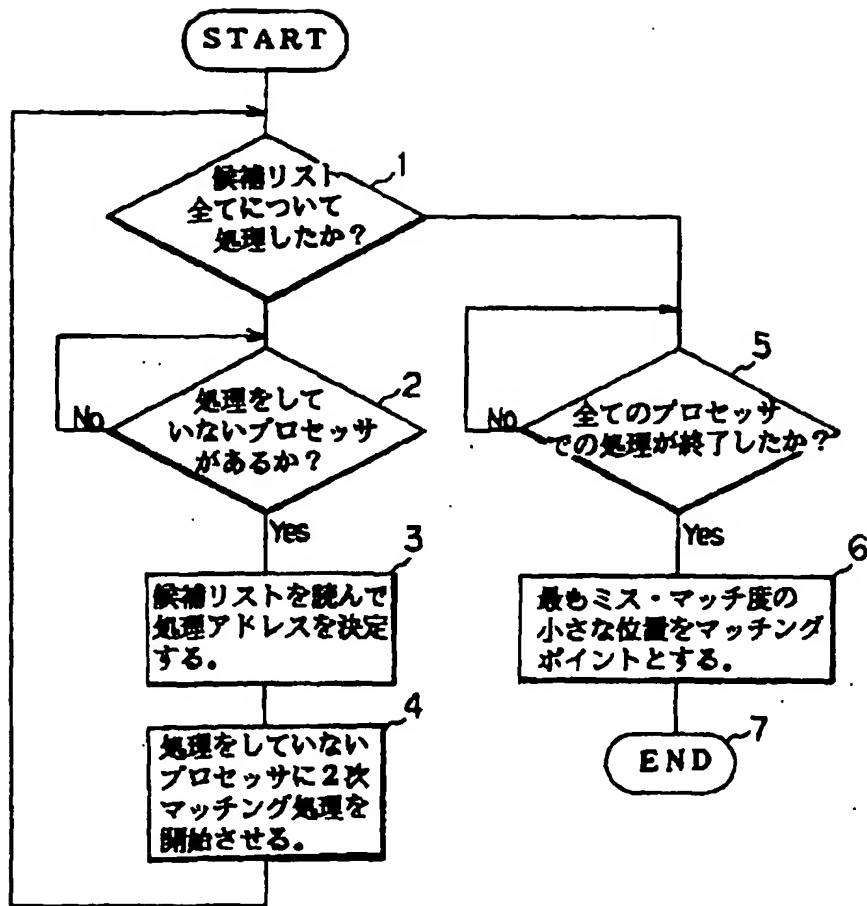 START
1
候補リスト
全てについて
処理したか？
2
処理をして
いないプロセッサ
があるか？
No
Yes
3
候補リストを読んで
処理アドレスを決定
する。
4
処理をしていない
プロセッサに２次
マッチング処理を
開始させる。
5
全てのプロセッサ
での処理が終了したか？
No
Yes
6
最もミス・マッチ度の
小さな位置をマッチング
ポイントとする。
7
END